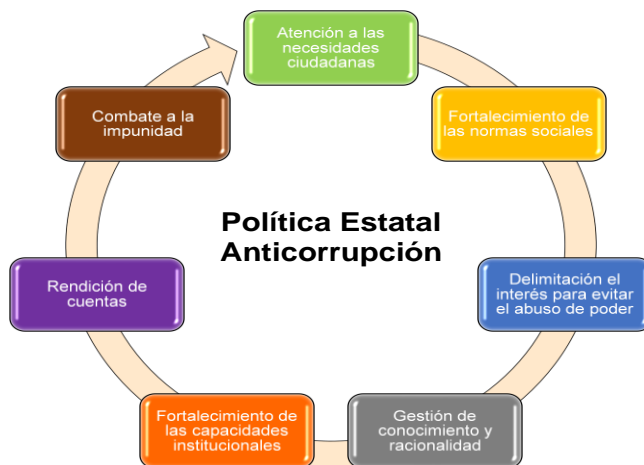 Atención a las
necesidades
ciudadanas
Fortalecimiento de
las normas sociales
Delimitación el
interés para evitar
el abuso de poder
Gestión de
conocimiento y
racionalidad
Fortalecimiento de
las capacidades
institucionales
Rendición de
cuentas
Combate a la
impunidad
Política Estatal
Anticorrupción